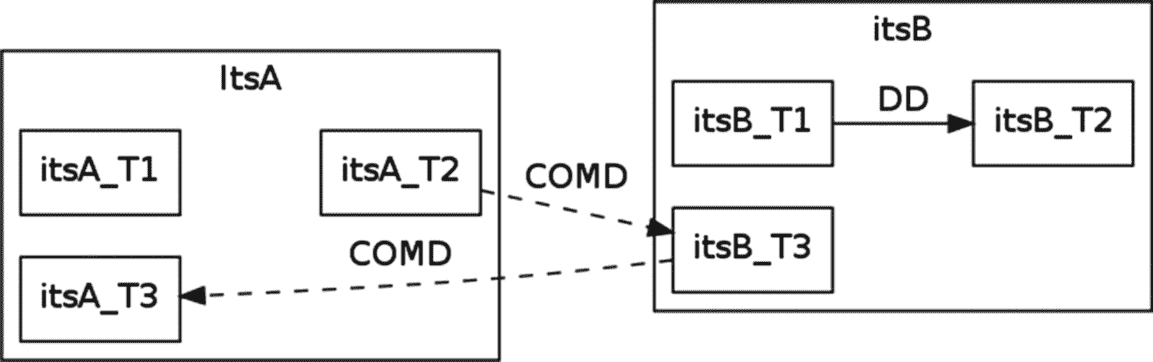 ItsA
itsA_T1
itsA_T2
itsA_T3
COMD
COMD
itsB
itsB_T1
DD
itsB_T2
itsB_T3